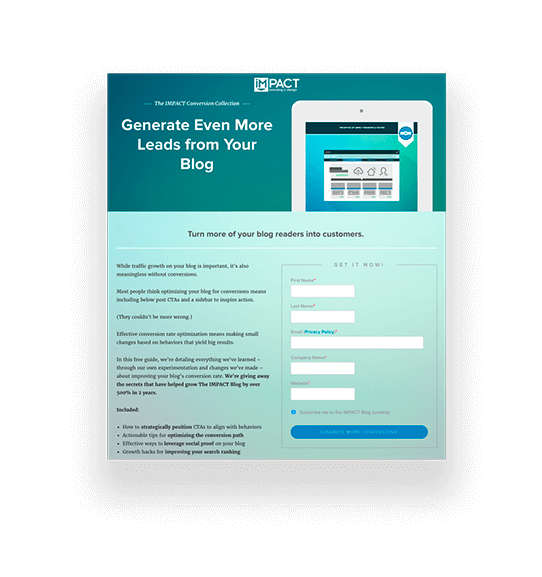 iMPACT
branding & design
The IMPACT Conversion Collection
Generate Even More
Leads from Your
Blog
Turn more of your blog readers into customers.
While traffic growth on your blog is important, it's also
meaningless without conversions.
Most people think optimizing your blog for conversions means
including below post CTAs and a sidebar to inspire action.
(They couldn't be more wrong.)
Effective conversion rate optimization means making small
changes based on behaviors that yield big results.
In this free guide, we're detailing everything we've learned –
through our own experimentation and changes we've made –
about improving your blog's conversion rate. We're giving away
the secrets that have helped grow The IMPACT Blog by over
500% in 2 years.
Included:
• How to strategically position CTAs to align with behaviors
• Actionable tips for optimizing the conversion path
• Effective ways to leverage social proof on your blog
• Growth hacks for improving your search ranking
GET IT NOW!
First Name*
Last Name*
Email (Privacy Policy)*
Company Name*
Website*
Subscribe me to the IMPACT Blog (weekly)
GENERATE MORE CONVERSIONS!